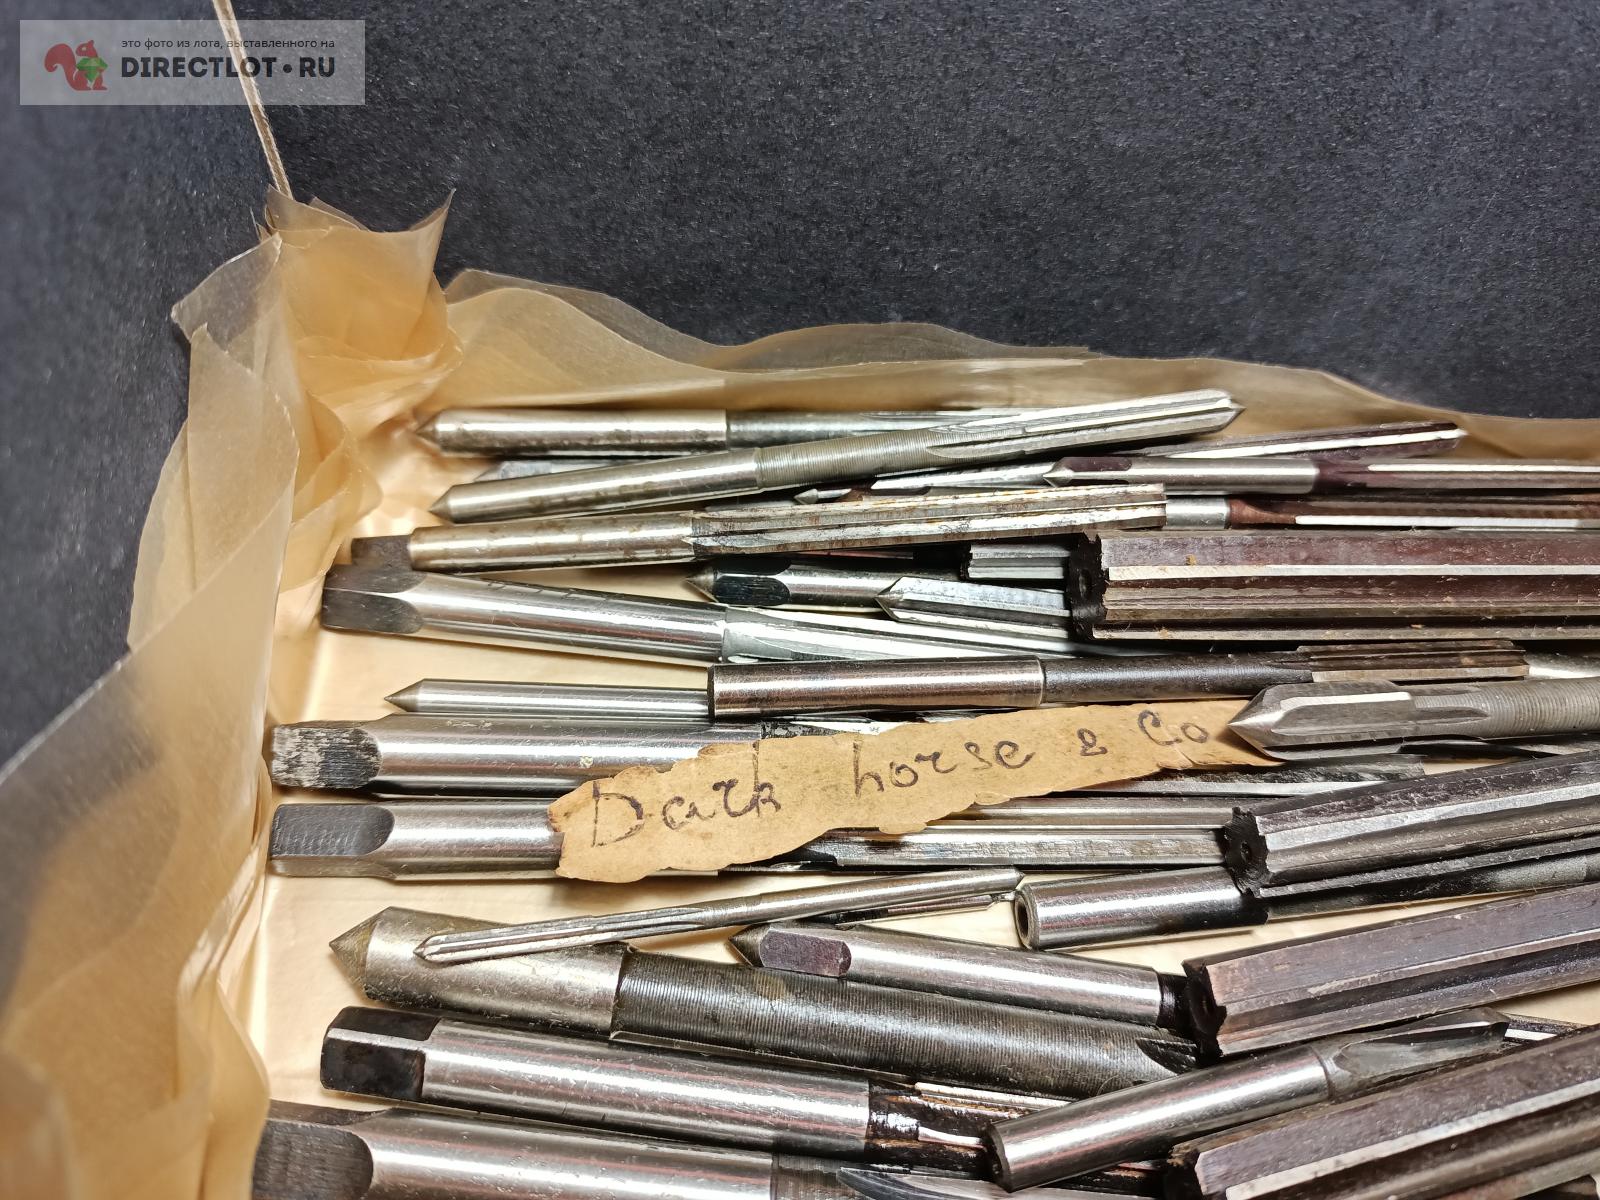 это фото из лота, выставленного на
DIRECTLOT•RU
Dark horse & Co